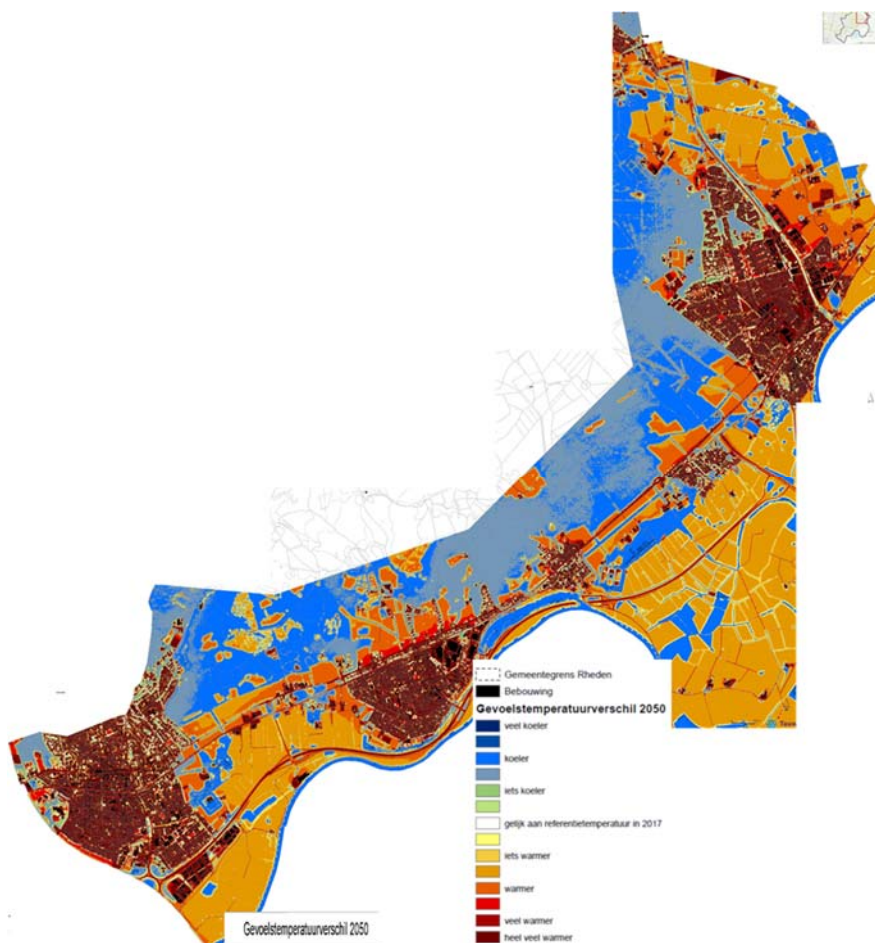 Gemeentegrens Rheden
Bebouwing
Gevoelstemperatuurverschil 2050
veel koeler
koeler
iets koeler
gelijk aan referentietemperatuur in 2017
iets warmer
warmer
veel warmer
heel veel warmer
Gevoelstemperatuurverschil 2050